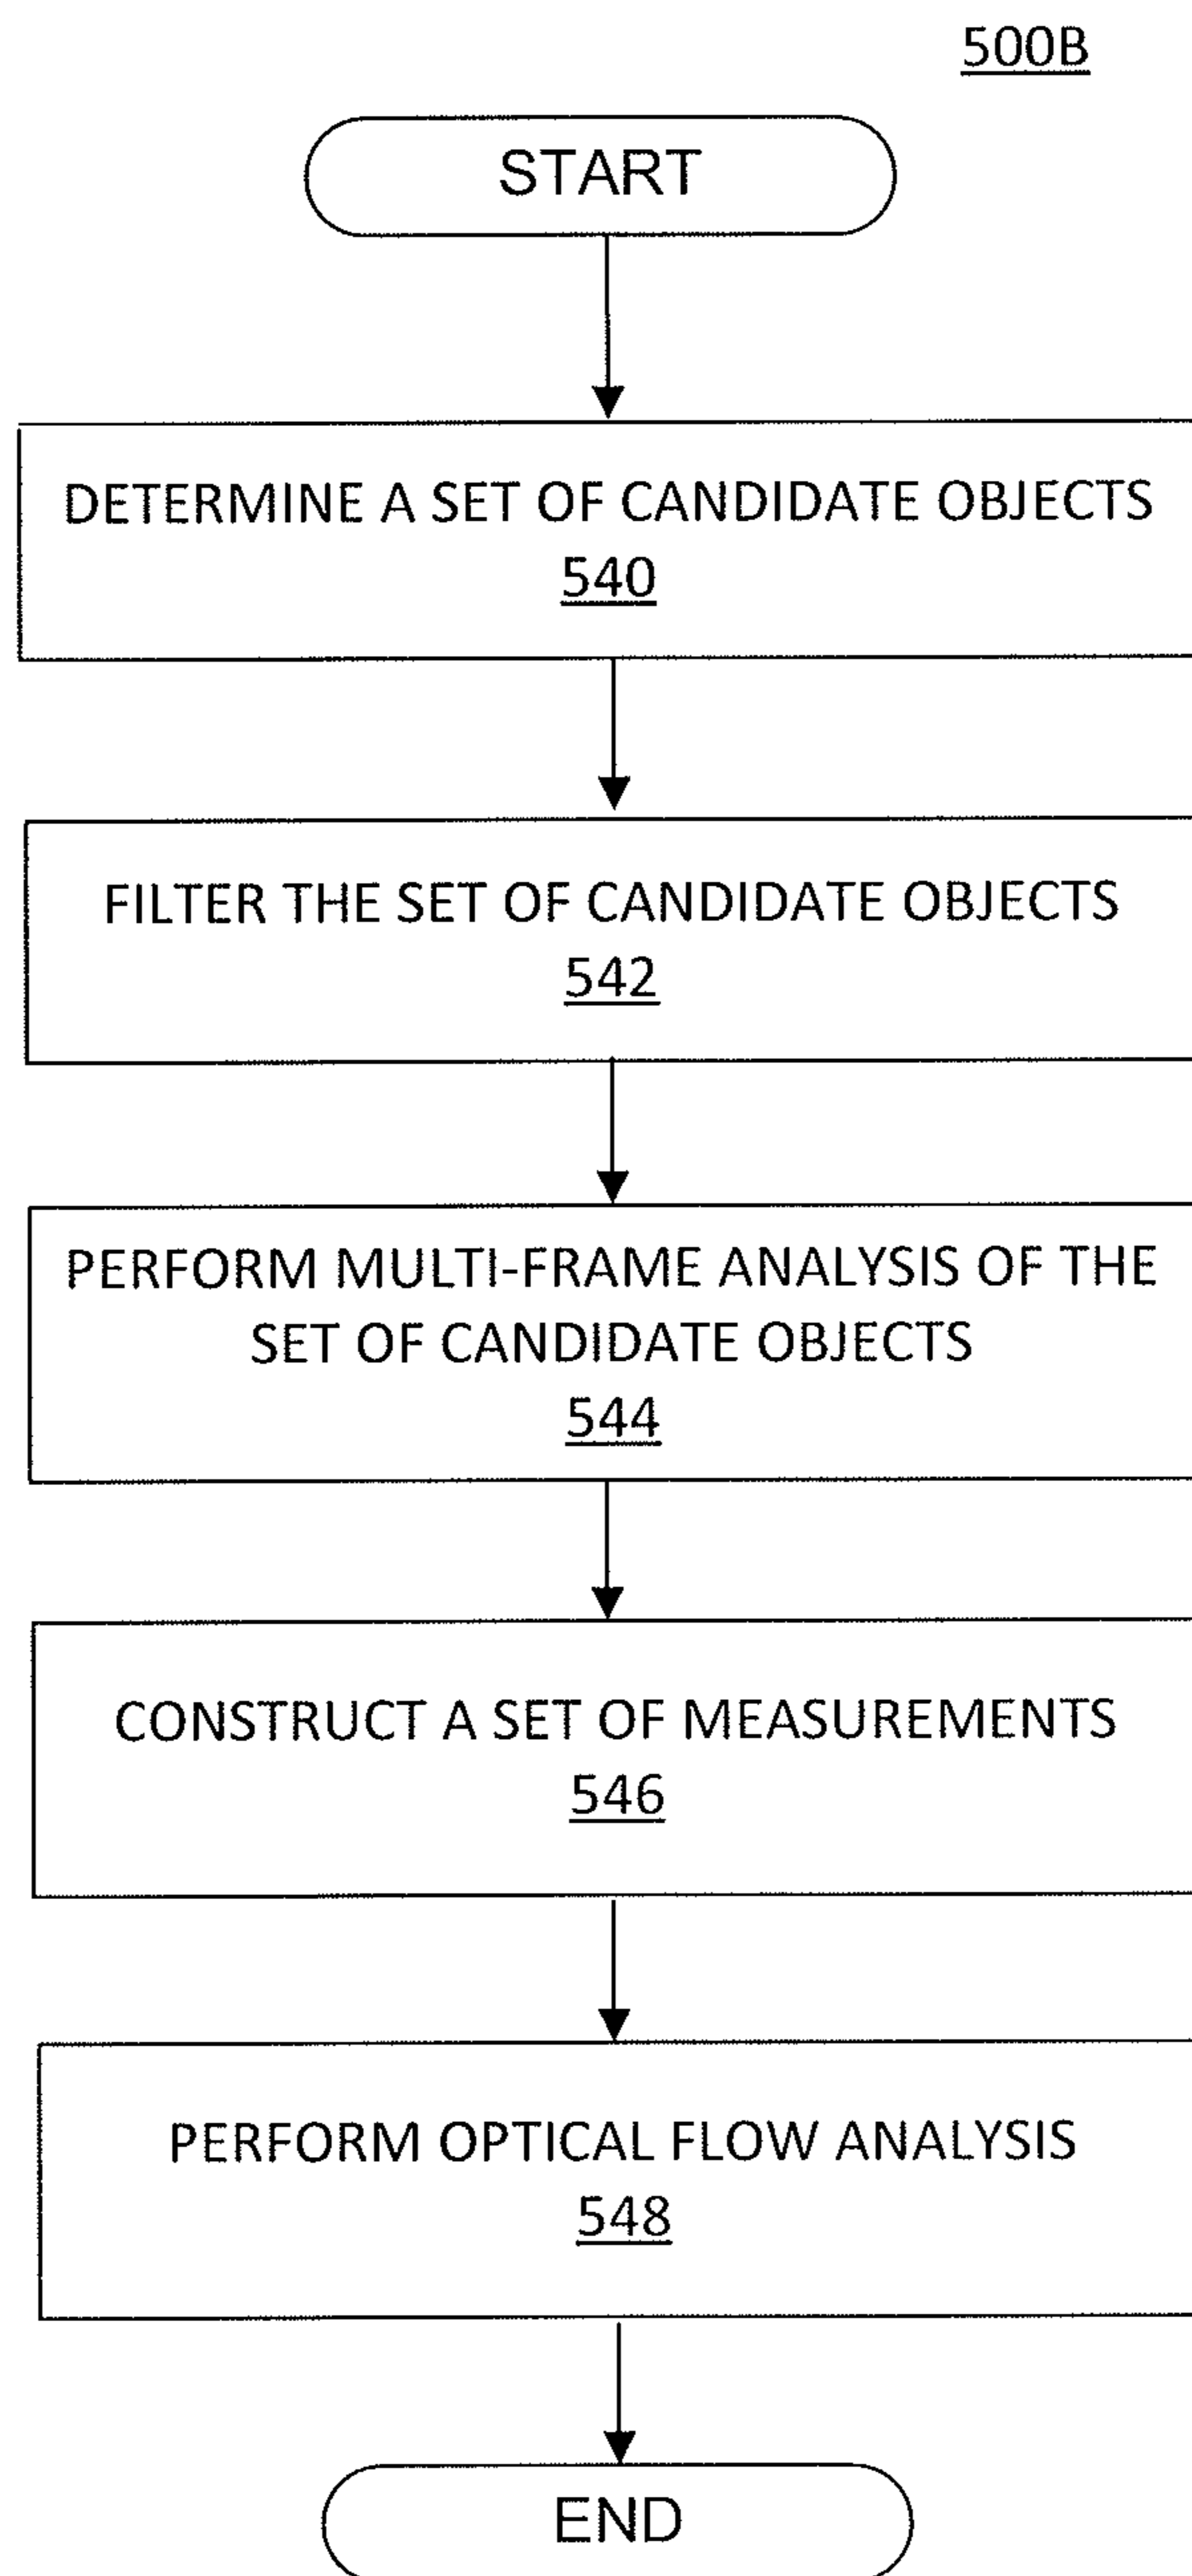 500B
START
DETERMINE A SET OF CANDIDATE OBJECTS
540
FILTER THE SET OF CANDIDATE OBJECTS
542
PERFORM MULTI-FRAME ANALYSIS OF THE
SET OF CANDIDATE OBJECTS
544
CONSTRUCT A SET OF MEASUREMENTS
546
PERFORM OPTICAL FLOW ANALYSIS
548
END